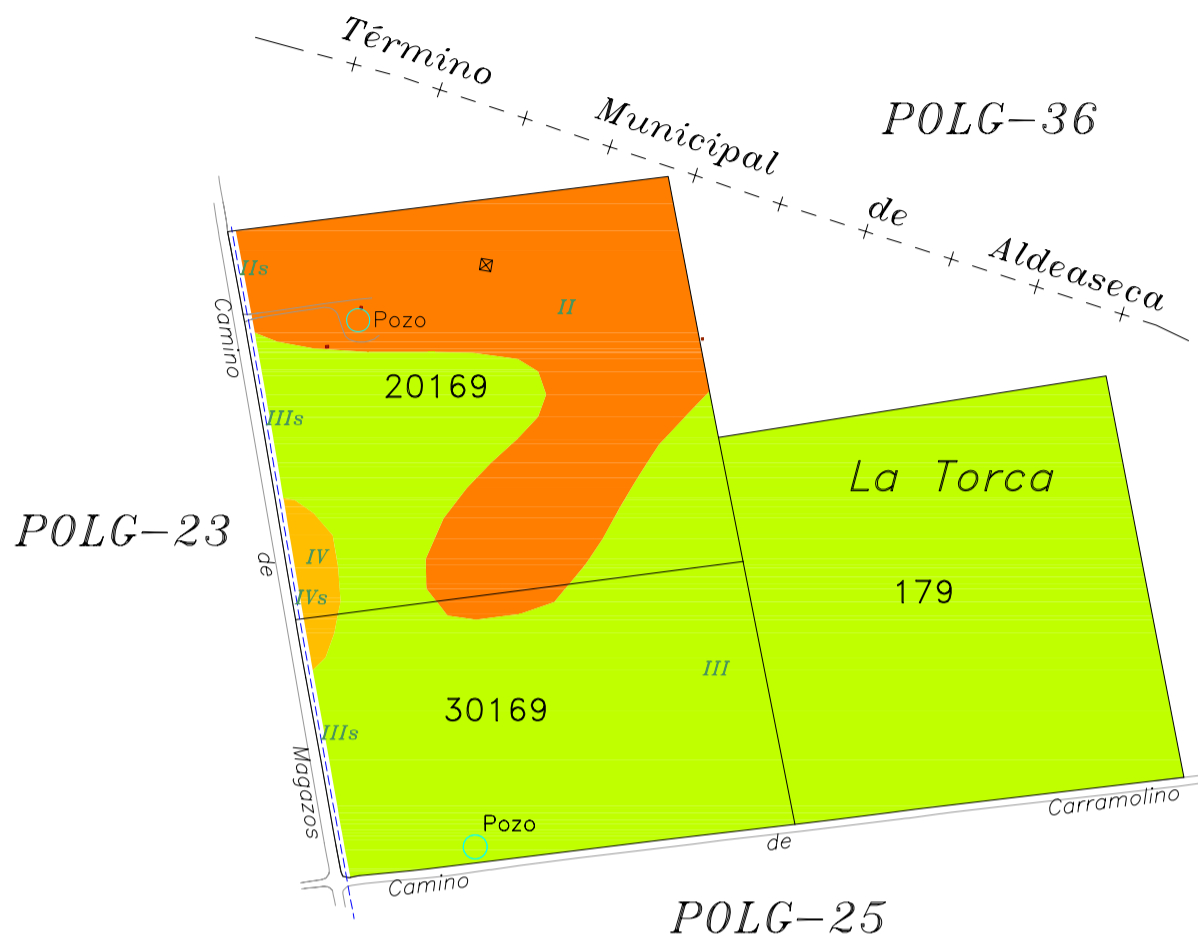 Término Municipal de Aldeaseca
POLG-36
IIs
II
Pozo
20169
IIIs
La Torca
POLG-23
IV
179
IVs
III
30169
IIIs
Pozo
Camino de Magazos
Camino de Carramolino
POLG-25